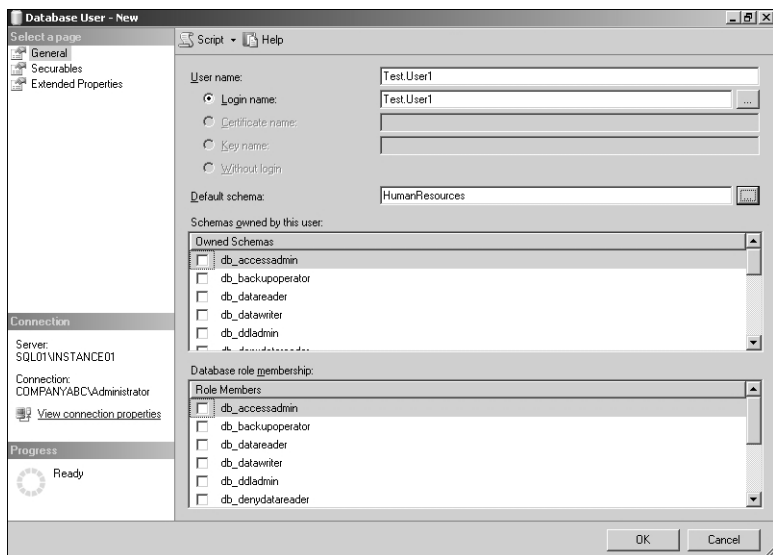 Database User - New
Select a page
General
Securables
Extended Properties
Script
Help
User name:
Test.User1
Login name:
Test.User1
...
Certificate name:
Key name:
Without login
Default schema:
HumanResources
...
Schemas owned by this user:
Owned Schemas
db_accessadmin
db_backupoperator
db_datareader
db_datawriter
db_ddladmin
db_denydatareader
Database role membership:
Role Members
db_accessadmin
db_backupoperator
db_datareader
db_datawriter
db_ddladmin
db_denydatareader
Connection
Server:
SQL01\INSTANCE01
Connection:
COMPANYABC\Administrator
View connection properties
Progress
Ready
OK
Cancel